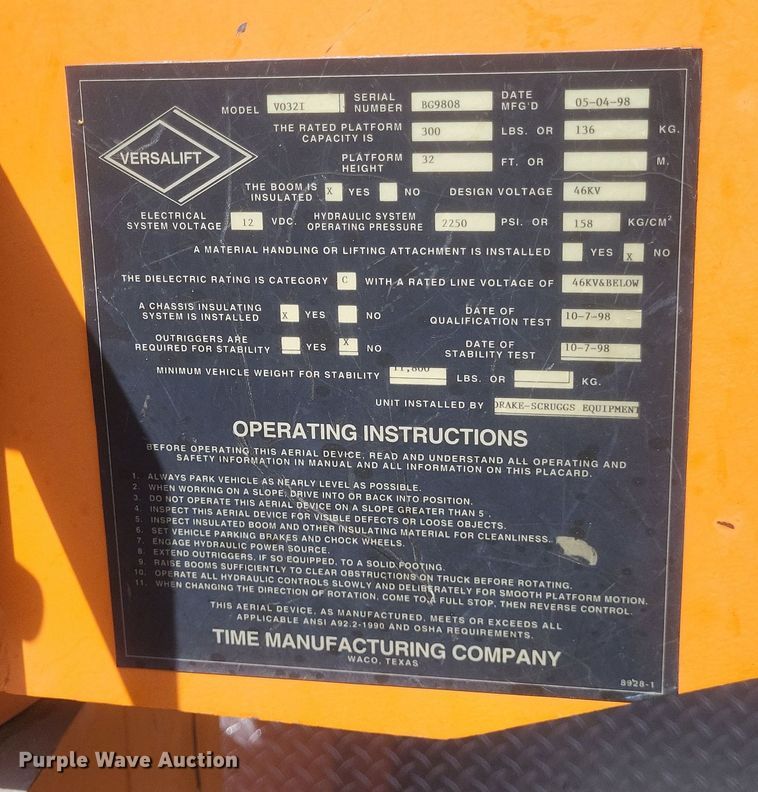 MODEL VO32I SERIAL NUMBER BG9808 DATE MFG'D 05-04-98
VERSALIFT
THE RATED PLATFORM CAPACITY IS 300 LBS. OR 136 KG.
PLATFORM HEIGHT 32 FT. OR M.
THE BOOM IS INSULATED X YES NO DESIGN VOLTAGE 46KV
ELECTRICAL SYSTEM VOLTAGE 12 VDC. HYDRAULIC SYSTEM OPERATING PRESSURE 2250 PSI. OR 158 KG/CM²
A MATERIAL HANDLING OR LIFTING ATTACHMENT IS INSTALLED YES X NO
THE DIELECTRIC RATING IS CATEGORY C WITH A RATED LINE VOLTAGE OF 46KV&BELOW
A CHASSIS INSULATING SYSTEM IS INSTALLED X YES NO DATE OF QUALIFICATION TEST 10-7-98
OUTRIGGERS ARE REQUIRED FOR STABILITY YES X NO DATE OF STABILITY TEST 10-7-98
MINIMUM VEHICLE WEIGHT FOR STABILITY 11,800 LBS. OR KG.
UNIT INSTALLED BY DRAKE-SCRUGGS EQUIPMENT
OPERATING INSTRUCTIONS
BEFORE OPERATING THIS AERIAL DEVICE, READ AND UNDERSTAND ALL OPERATING AND
SAFETY INFORMATION IN MANUAL AND ALL INFORMATION ON THIS PLACARD.
1. ALWAYS PARK VEHICLE AS NEARLY LEVEL AS POSSIBLE.
2. WHEN WORKING ON A SLOPE, DRIVE INTO OR BACK INTO POSITION.
3. DO NOT OPERATE THIS AERIAL DEVICE ON A SLOPE GREATER THAN 5 .
4. INSPECT THIS AERIAL DEVICE FOR VISIBLE DEFECTS OR LOOSE OBJECTS.
5. INSPECT INSULATED BOOM AND OTHER INSULATING MATERIAL FOR CLEANLINESS.
6. SET VEHICLE PARKING BRAKES AND CHOCK WHEELS.
7. ENGAGE HYDRAULIC POWER SOURCE.
8. EXTEND OUTRIGGERS, IF SO EQUIPPED, TO A SOLID FOOTING.
9. RAISE BOOMS SUFFICIENTLY TO CLEAR OBSTRUCTIONS ON TRUCK BEFORE ROTATING.
10. OPERATE ALL HYDRAULIC CONTROLS SLOWLY AND DELIBERATELY FOR SMOOTH PLATFORM MOTION.
11. WHEN CHANGING THE DIRECTION OF ROTATION, COME TO A FULL STOP, THEN REVERSE CONTROL.
THIS AERIAL DEVICE, AS MANUFACTURED, MEETS OR EXCEEDS ALL
APPLICABLE ANSI A92.2-1990 AND OSHA REQUIREMENTS.
TIME MANUFACTURING COMPANY
WACO, TEXAS
8928-1
Purple Wave Auction